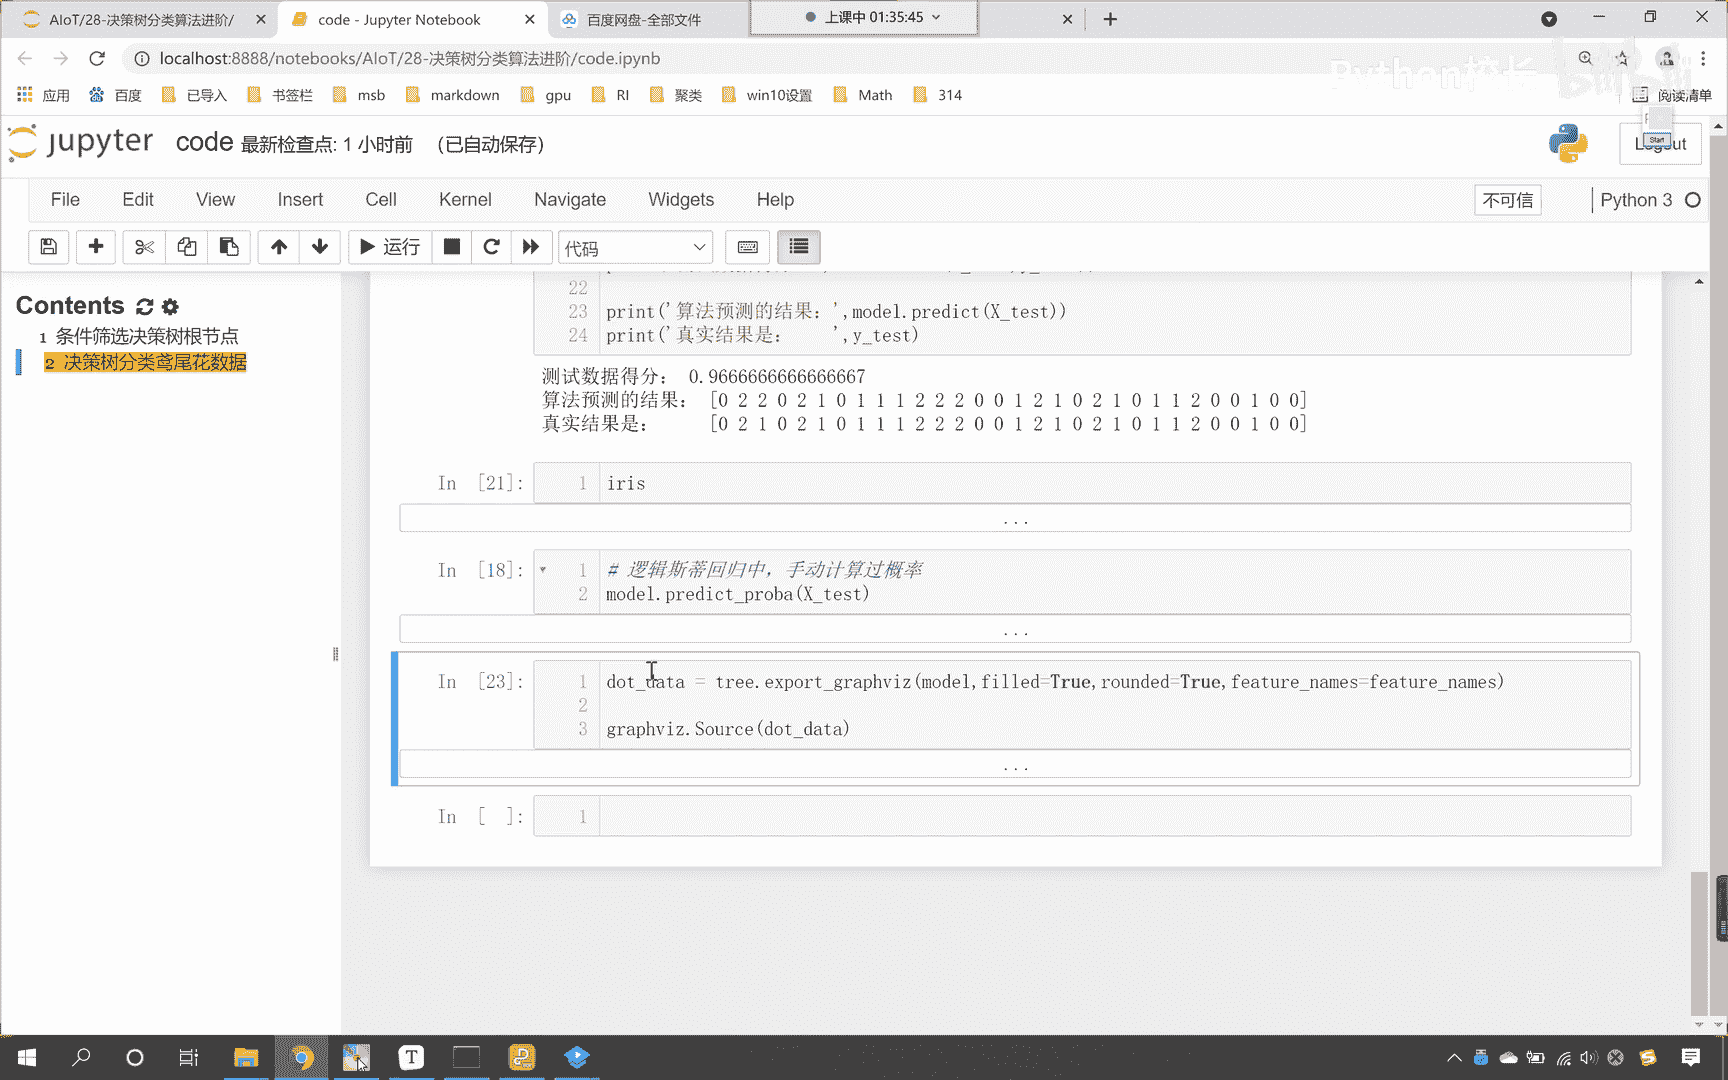 AIoT/28-决策树分类算法进阶/
code - Jupyter Notebook
百度网盘-全部文件
上课中 01:35:45
localhost:8888/notebooks/AIoT/28-决策树分类算法进阶/code.ipynb
应用 百度 已导入 书签栏 msb markdown gpu RI 聚类 win10设置 Math 314 阅读清单
jupyter code 最新检查点: 1 小时前 (已自动保存)
Start
Logout
File Edit View Insert Cell Kernel Navigate Widgets Help 不可信 Python 3
运行 代码
Contents
1 条件筛选决策树根节点
2 决策树分类鸢尾花数据
22
23 print('算法预测的结果：',model.predict(X_test))
24 print('真实结果是：    ',y_test)
测试数据得分： 0.9666666666666667
算法预测的结果： [0 2 2 0 2 1 0 1 1 1 2 2 2 0 0 1 2 1 0 2 1 0 1 1 2 0 0 1 0 0]
真实结果是：     [0 2 1 0 2 1 0 1 1 1 2 2 2 0 0 1 2 1 0 2 1 0 1 1 2 0 0 1 0 0]
In [21]: 1 iris
...
In [18]: 1 # 逻辑斯蒂回归中，手动计算过概率
2 model.predict_proba(X_test)
...
In [23]: 1 dot_data = tree.export_graphviz(model,filled=True,rounded=True,feature_names=feature_names)
2
3 graphviz.Source(dot_data)
...
In [ ]: 1